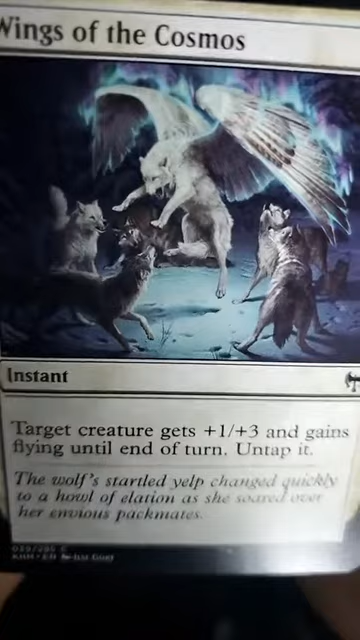 Wings of the Cosmos
Instant
Target creature gets +1/+3 and gains
flying until end of turn. Untap it.
The wolf's startled yelp changed quickly
to a howl of elation as she soared over
her envious packmates.